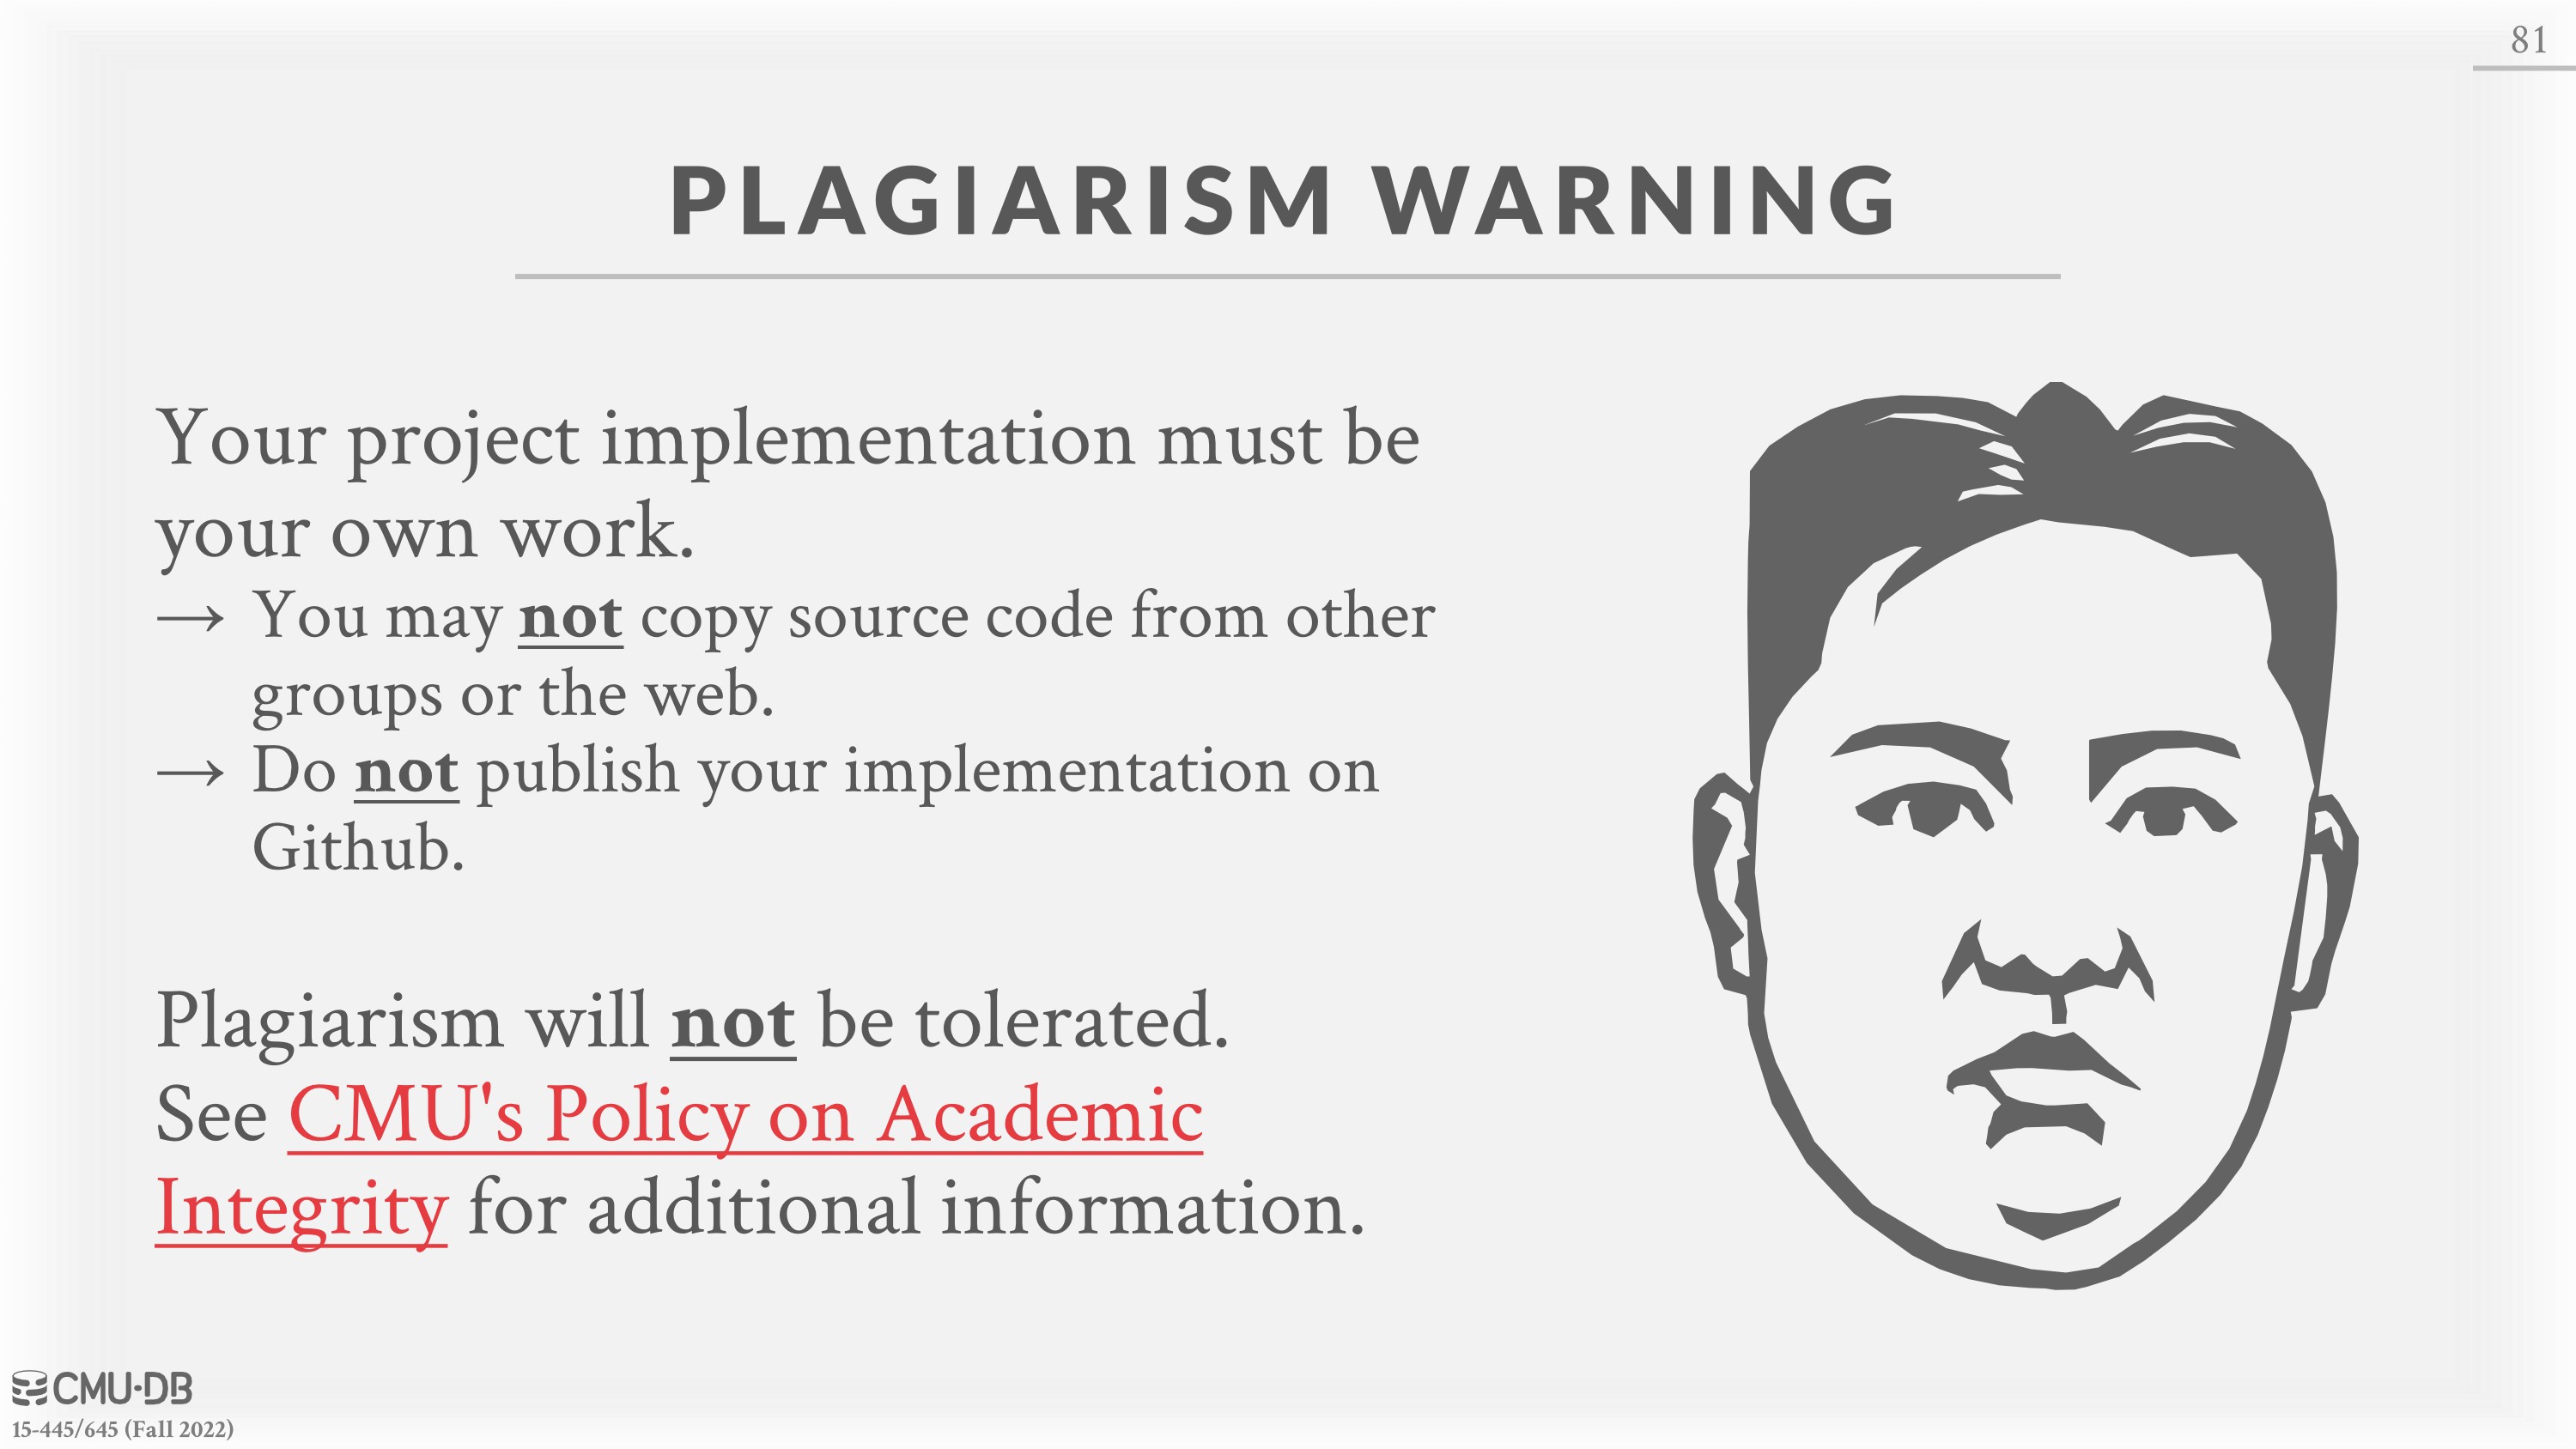 81
PLAGIARISM WARNING
Your project implementation must be
your own work.
→ You may not copy source code from other
groups or the web.
→ Do not publish your implementation on
Github.
Plagiarism will not be tolerated.
See CMU's Policy on Academic
Integrity for additional information.
CMU·DB
15-445/645 (Fall 2022)